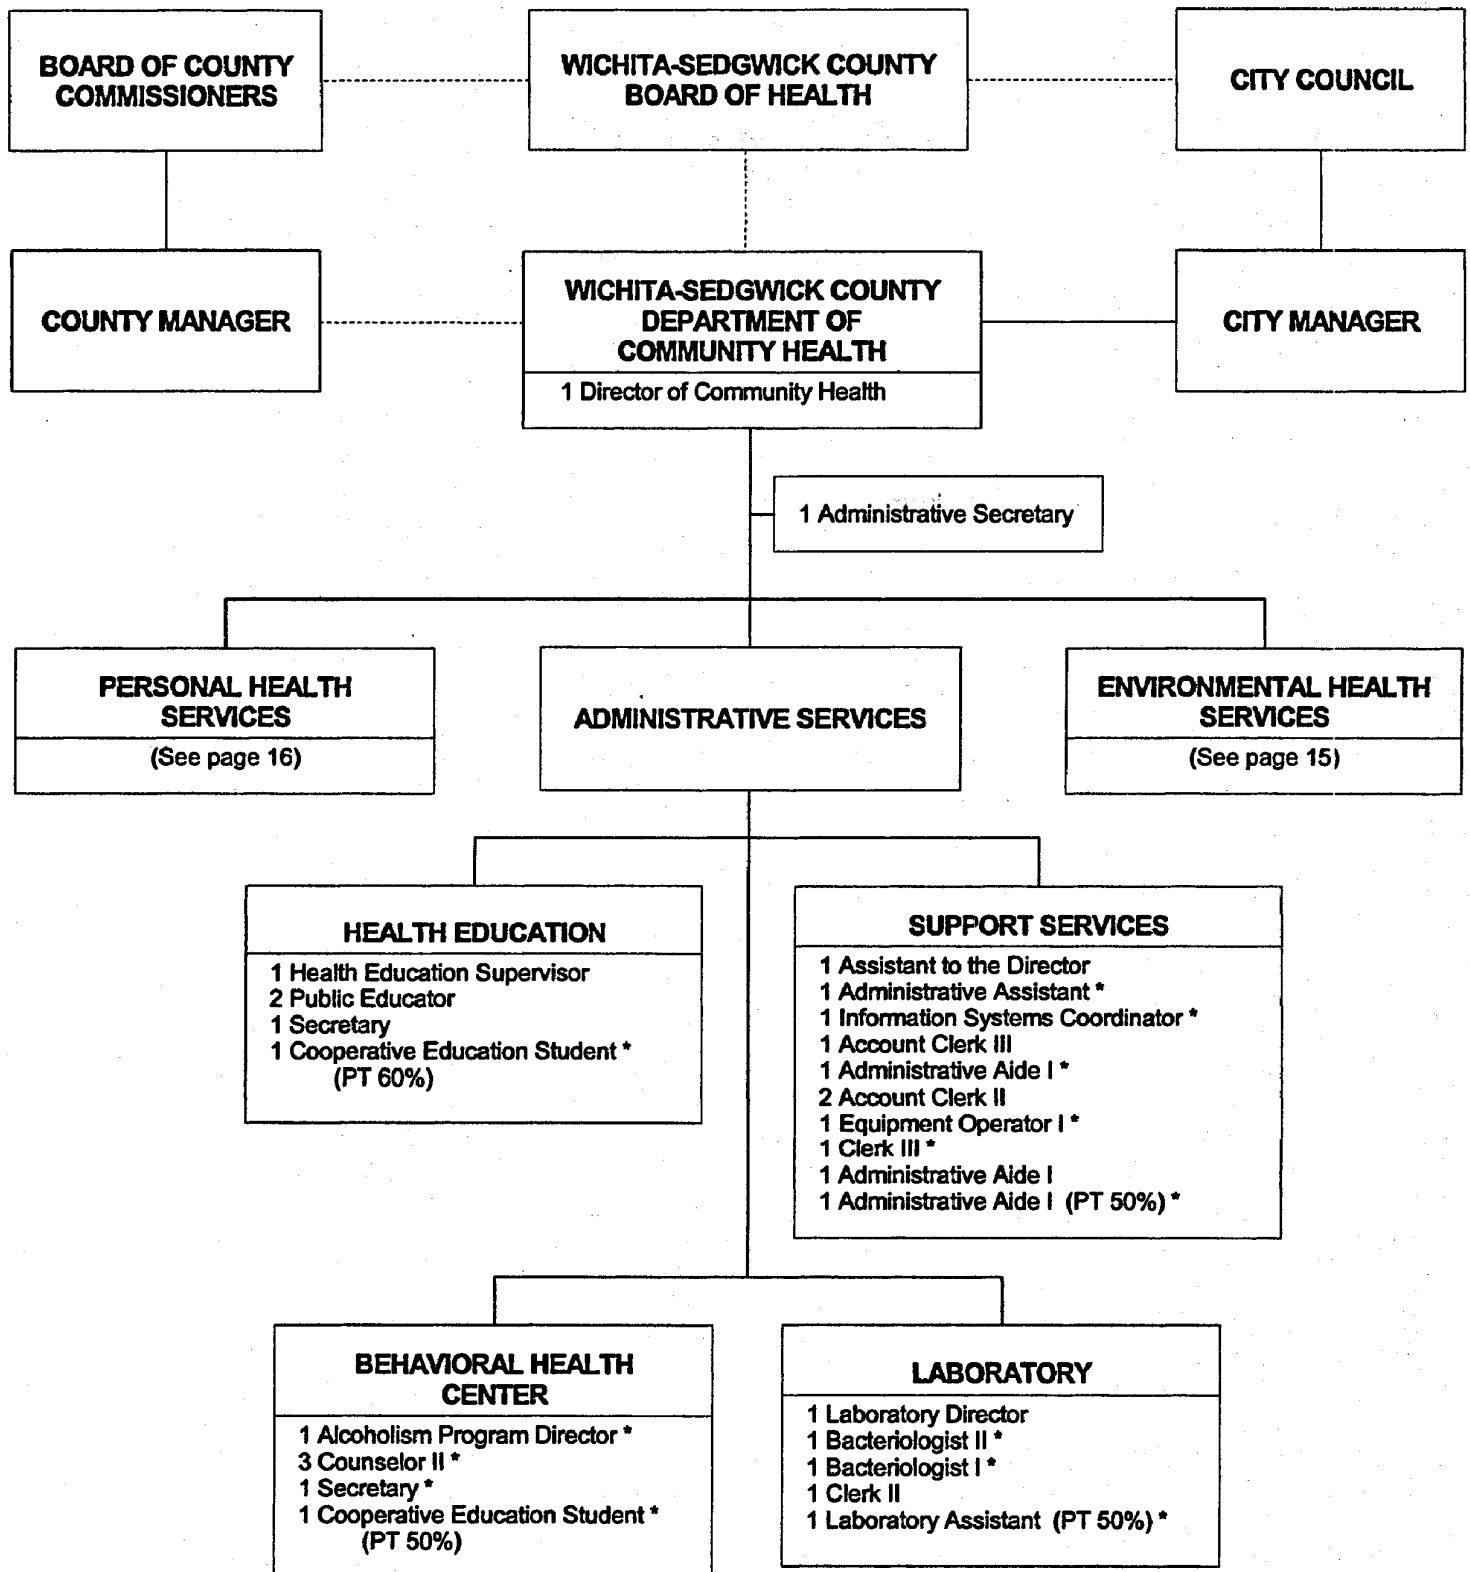 BOARD OF COUNTY
COMMISSIONERS
WICHITA-SEDGWICK COUNTY
BOARD OF HEALTH
CITY COUNCIL
COUNTY MANAGER
WICHITA-SEDGWICK COUNTY
DEPARTMENT OF
COMMUNITY HEALTH
1 Director of Community Health
CITY MANAGER
1 Administrative Secretary
PERSONAL HEALTH
SERVICES
(See page 16)
ADMINISTRATIVE SERVICES
ENVIRONMENTAL HEALTH
SERVICES
(See page 15)
HEALTH EDUCATION
1 Health Education Supervisor
2 Public Educator
1 Secretary
1 Cooperative Education Student *
(PT 60%)
SUPPORT SERVICES
1 Assistant to the Director
1 Administrative Assistant *
1 Information Systems Coordinator *
1 Account Clerk III
1 Administrative Aide I *
2 Account Clerk II
1 Equipment Operator I *
1 Clerk III *
1 Administrative Aide I
1 Administrative Aide I (PT 50%) *
BEHAVIORAL HEALTH
CENTER
1 Alcoholism Program Director *
3 Counselor II *
1 Secretary *
1 Cooperative Education Student *
(PT 50%)
LABORATORY
1 Laboratory Director
1 Bacteriologist II *
1 Bacteriologist I *
1 Clerk II
1 Laboratory Assistant (PT 50%) *